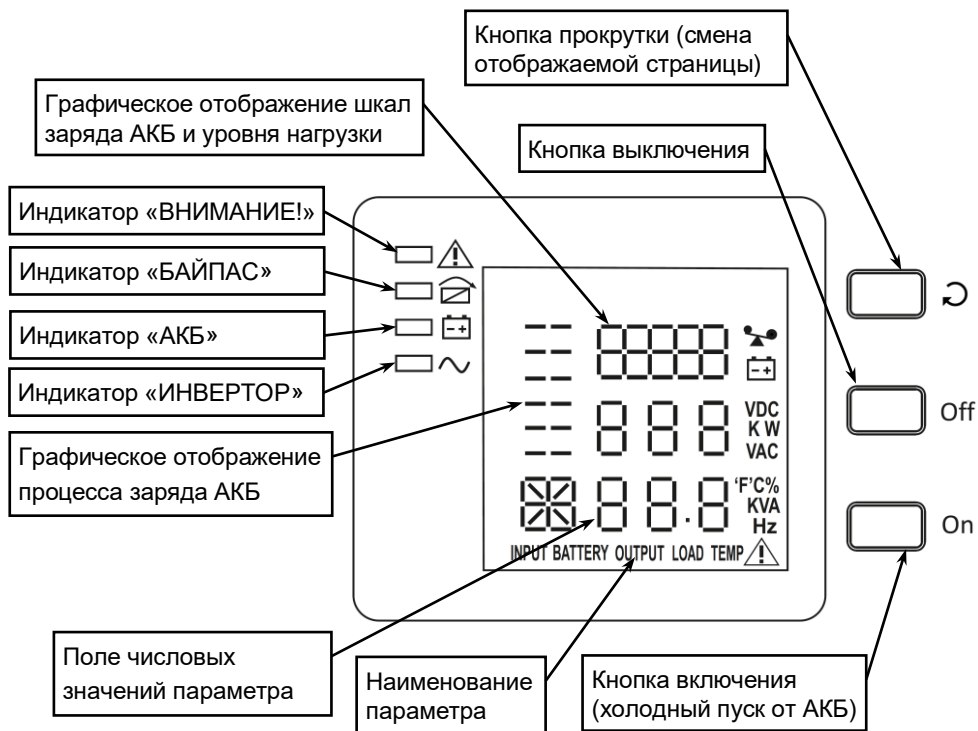 Кнопка прокрутки (смена
отображаемой страницы)
Графическое отображение шкал
заряда АКБ и уровня нагрузки
Кнопка выключения
Индикатор «ВНИМАНИЕ!»
Индикатор «БАЙПАС»
Индикатор «АКБ»
Индикатор «ИНВЕРТОР»
Графическое отображение
процесса заряда АКБ
VDC
K W
VAC
'F'C%
KVA
Hz
INPUT BATTERY OUTPUT LOAD TEMP
Off
On
Поле числовых
значений параметра
Наименование
параметра
Кнопка включения
(холодный пуск от АКБ)